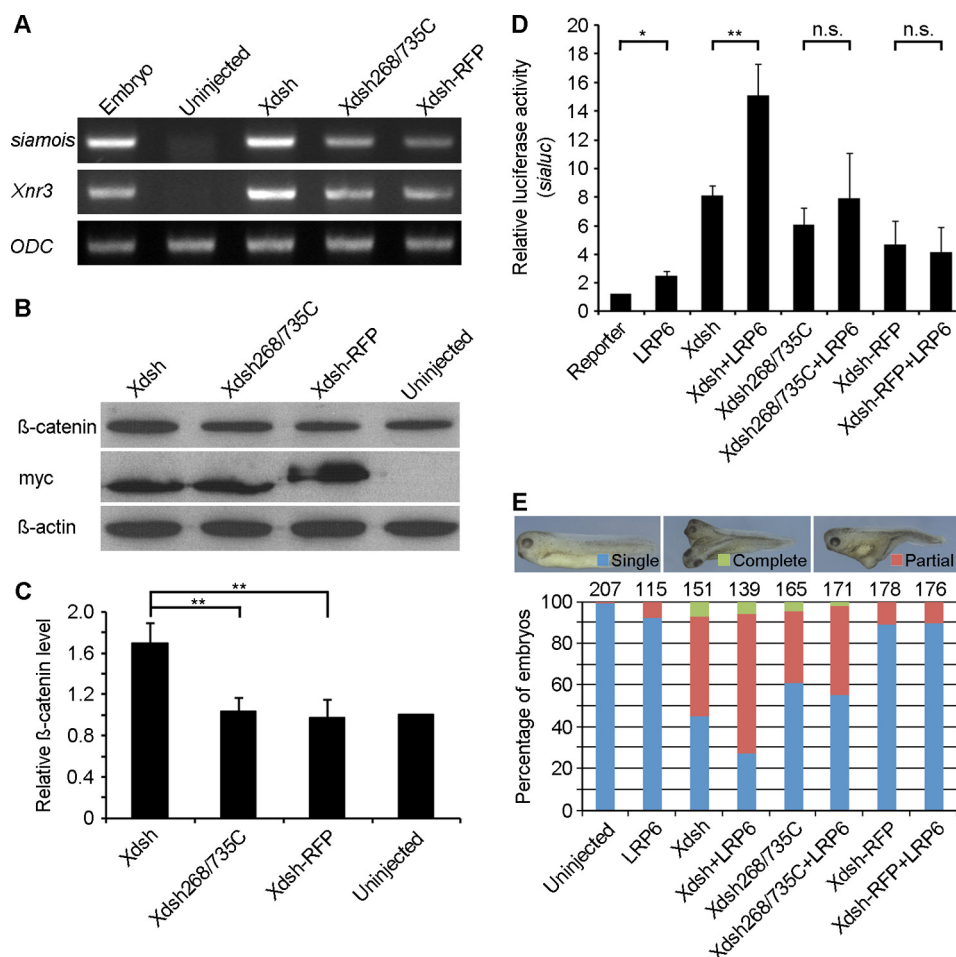 A
Embryo
Uninjected
Xdsh
Xdsh268/735C
Xdsh-RFP
siamois
Xnr3
ODC
B
Xdsh
Xdsh268/735C
Xdsh-RFP
Uninjected
ß-catenin
myc
ß-actin
C
Relative ß-catenin level
2.0
1.6
1.2
0.8
0.4
0
**
**
Xdsh
Xdsh268/735C
Xdsh-RFP
Uninjected
D
Relative luciferase activity
(sialuc)
20
18
16
14
12
10
8
6
4
2
0
*
**
n.s.
n.s.
Reporter
LRP6
Xdsh
Xdsh+LRP6
Xdsh268/735C
Xdsh268/735C+LRP6
Xdsh-RFP
Xdsh-RFP+LRP6
E
Single
Complete
Partial
207 115 151 139 165 171 178 176
Percentage of embryos
100
80
60
40
20
0
Uninjected
LRP6
Xdsh
Xdsh+LRP6
Xdsh268/735C
Xdsh268/735C+LRP6
Xdsh-RFP
Xdsh-RFP+LRP6